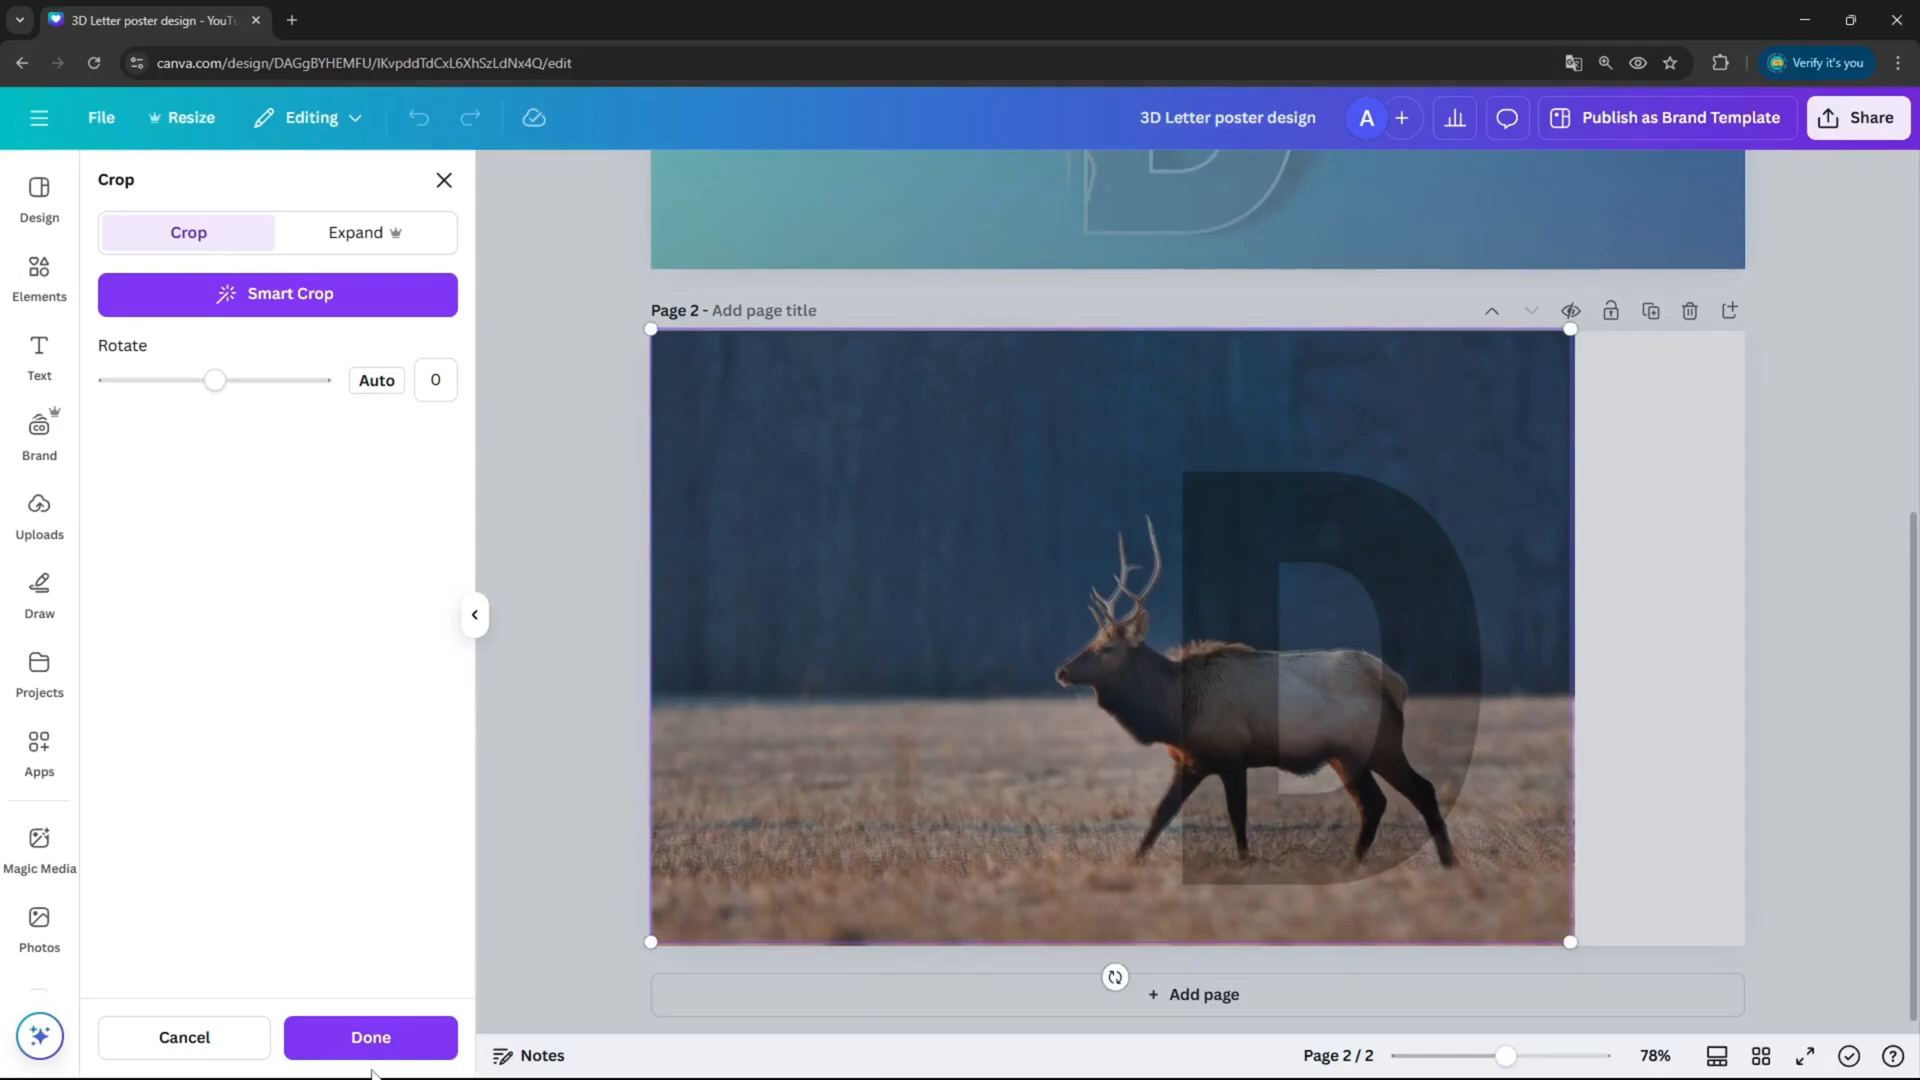 3D Letter poster design - YouTu
canva.com/design/DAGgBYHEMFU/IKvpddTdCxL6XhSzLdNx4Q/edit
Verify it's you
File
Resize
Editing
3D Letter poster design
A
Publish as Brand Template
Share
Design
Elements
Text
Brand
Uploads
Draw
Projects
Apps
Magic Media
Photos
Crop
Crop
Expand
Smart Crop
Rotate
Auto
0
Cancel
Done
D
Page 2 - Add page title
D
+ Add page
Notes
Page 2 / 2
78%